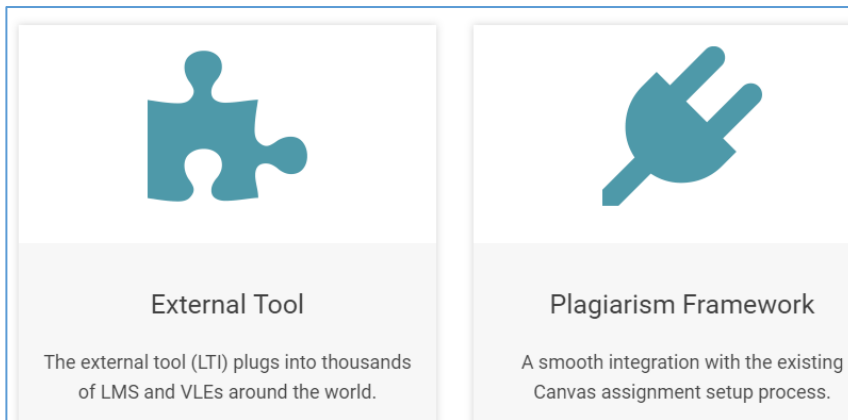 External Tool
The external tool (LTI) plugs into thousands
of LMS and VLEs around the world.
Plagiarism Framework
A smooth integration with the existing
Canvas assignment setup process.